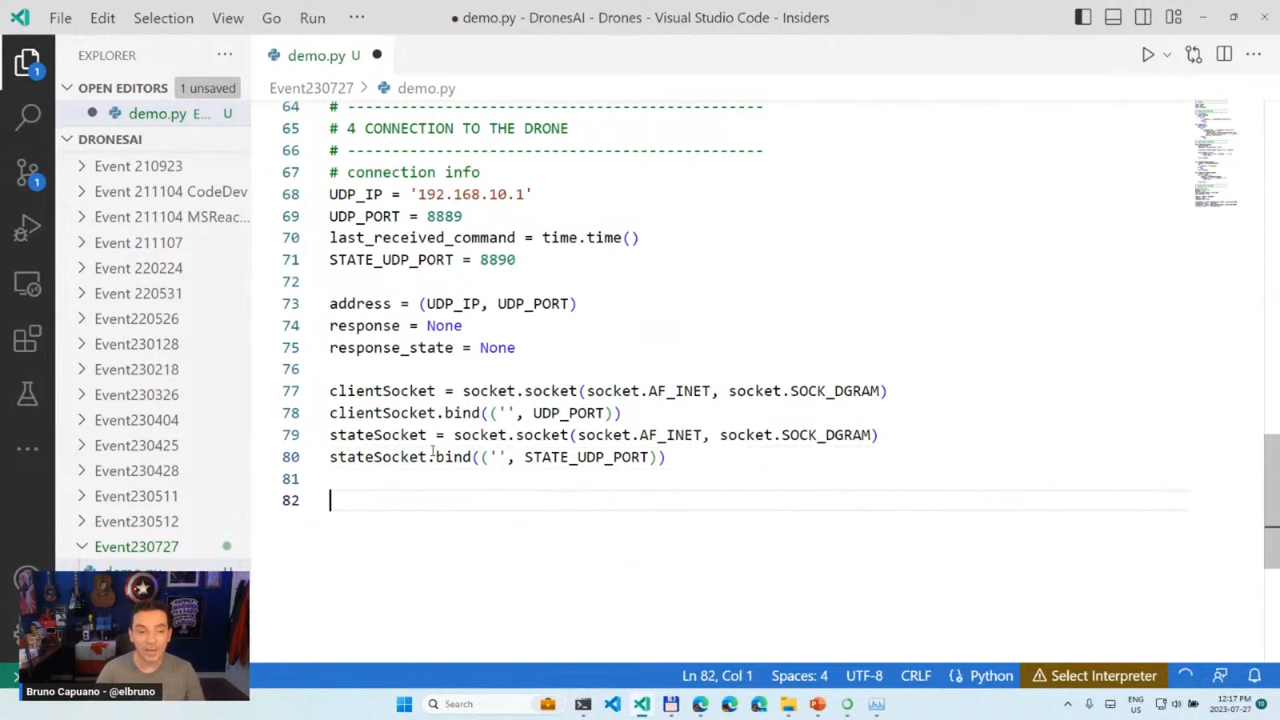 File Edit Selection View Go Run ··· ● demo.py - DronesAI - Drones - Visual Studio Code - Insiders
EXPLORER ···
demo.py U ●
OPEN EDITORS 1 unsaved
● demo.py E... U
Event230727 > demo.py
DRONESAI
Event 210923
Event 211104 CodeDev
Event 211104 MSReac...
Event 211107
Event 220224
Event 220531
Event220526
Event230128
Event230218
Event230404
Event230425
Event230428
Event230511
Event230512
Event230727
1
1
64 # -----------------------------------------------
65 # 4 CONNECTION TO THE DRONE
66 # -----------------------------------------------
67 # connection info
68 UDP_IP = '192.168.10.1'
69 UDP_PORT = 8889
70 last_received_command = time.time()
71 STATE_UDP_PORT = 8890
72
73 address = (UDP_IP, UDP_PORT)
74 response = None
75 response_state = None
76
77 clientSocket = socket.socket(socket.AF_INET, socket.SOCK_DGRAM)
78 clientSocket.bind(('', UDP_PORT))
79 stateSocket = socket.socket(socket.AF_INET, socket.SOCK_DGRAM)
80 stateSocket.bind(('', STATE_UDP_PORT))
81
82
Bruno Capuano - @elbruno
Ln 82, Col 1 Spaces: 4 UTF-8 CRLF Python Select Interpreter
Search
ENG
US
12:17 PM
2023-07-27